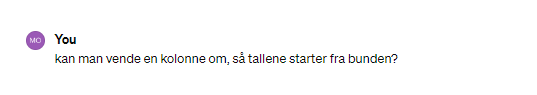 MO
You
kan man vende en kolonne om, så tallene starter fra bunden?